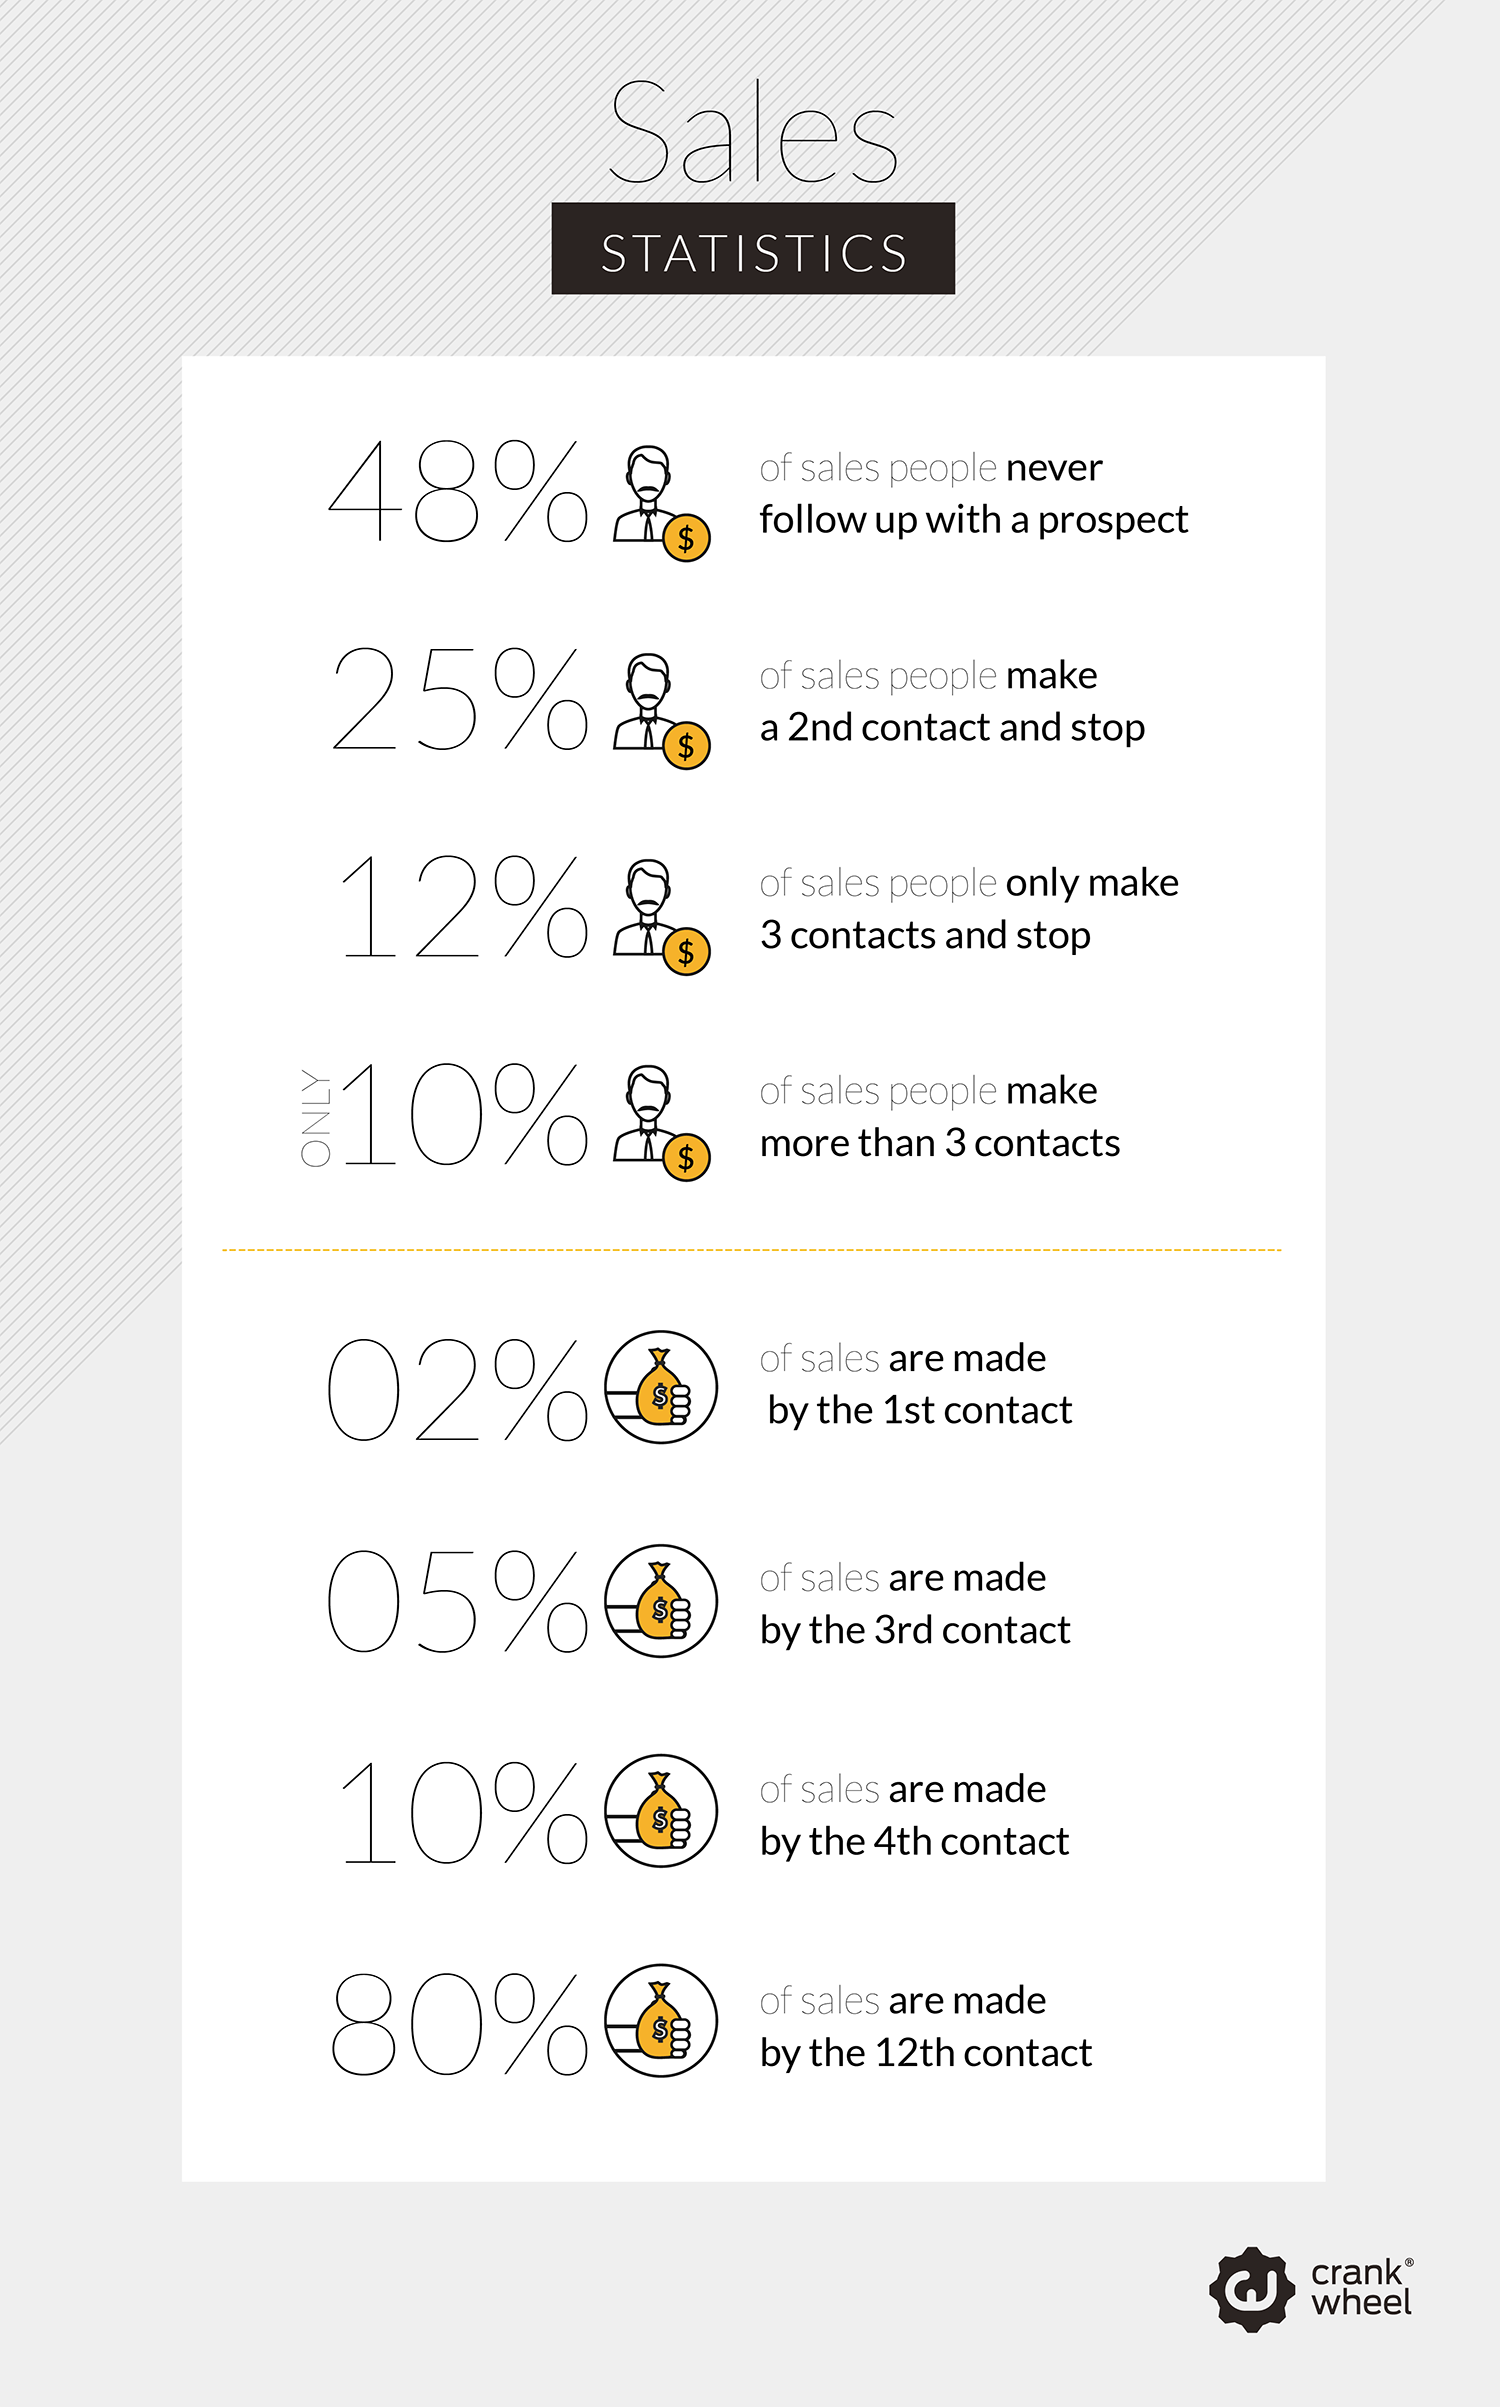 Sales
STATISTICS
48%
of sales people never
follow up with a prospect
25%
of sales people make
a 2nd contact and stop
12%
of sales people only make
3 contacts and stop
ONLY
10%
of sales people make
more than 3 contacts
02%
of sales are made
by the 1st contact
05%
of sales are made
by the 3rd contact
10%
of sales are made
by the 4th contact
80%
of sales are made
by the 12th contact
crank®
wheel